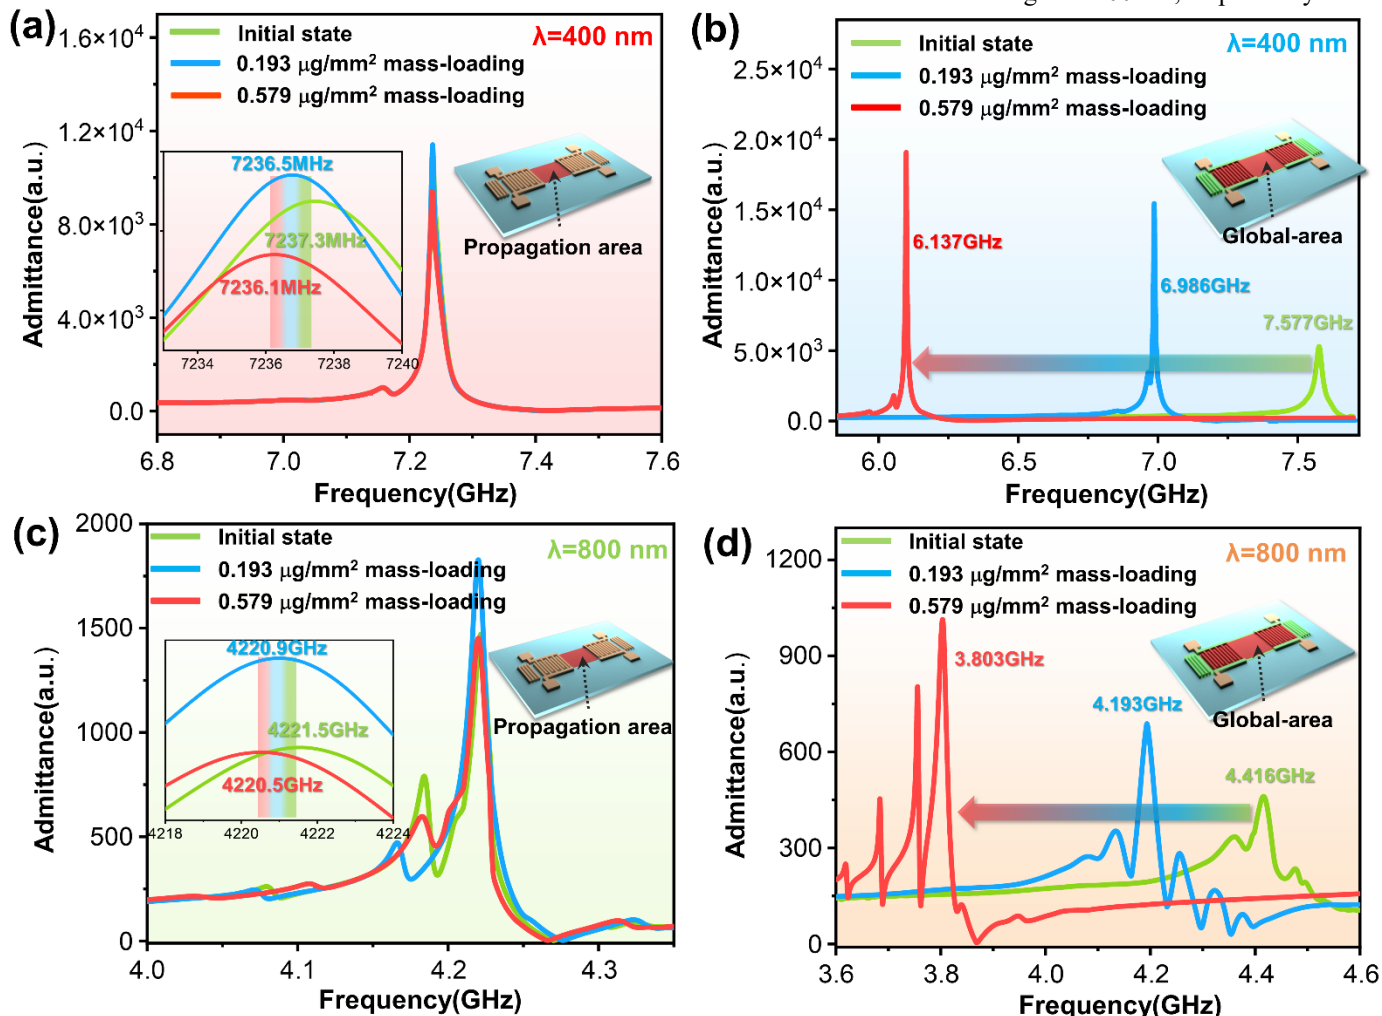 (a)
1.6×10⁴
1.2×10⁴
8.0×10³
4.0×10³
0.0
Admittance(a.u.)
Initial state
0.193 μg/mm² mass-loading
0.579 μg/mm² mass-loading
λ=400 nm
7236.5MHz
7237.3MHz
7236.1MHz
7234 7236 7238 7240
Propagation area
6.8 7.0 7.2 7.4 7.6
Frequency(GHz)
(b)
2.5×10⁴
2.0×10⁴
1.5×10⁴
1.0×10⁴
5.0×10³
0.0
Admittance(a.u.)
Initial state
0.193 μg/mm² mass-loading
0.579 μg/mm² mass-loading
λ=400 nm
Global-area
6.137GHz
6.986GHz
7.577GHz
6.0 6.5 7.0 7.5
Frequency(GHz)
(c)
2000
1500
1000
500
0
Admittance(a.u.)
Initial state
0.193 μg/mm² mass-loading
0.579 μg/mm² mass-loading
λ=800 nm
4220.9GHz
4221.5GHz
4220.5GHz
4218 4220 4222 4224
Propagation area
4.0 4.1 4.2 4.3
Frequency(GHz)
(d)
1200
900
600
300
0
Admittance(a.u.)
Initial state
0.193 μg/mm² mass-loading
0.579 μg/mm² mass-loading
λ=800 nm
3.803GHz
4.193GHz
4.416GHz
Global-area
3.6 3.8 4.0 4.2 4.4 4.6
Frequency(GHz)